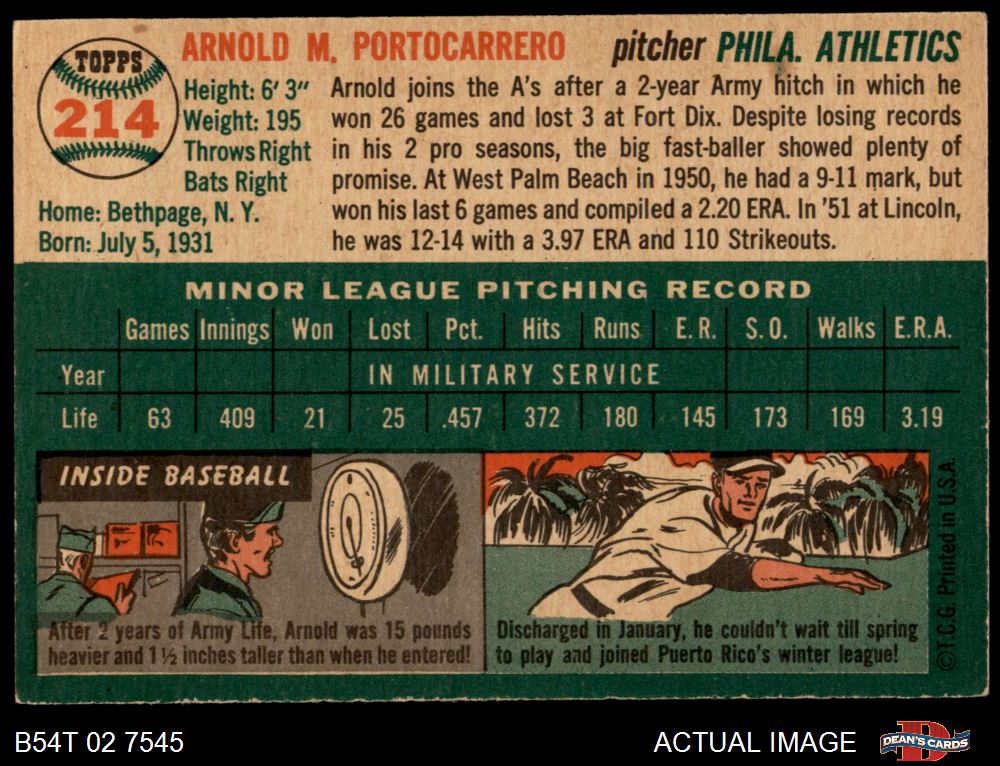 TOPPS
214
ARNOLD M. PORTOCARRERO pitcher PHILA. ATHLETICS
Height: 6' 3"
Weight: 195
Throws Right
Bats Right
Home: Bethpage, N. Y.
Born: July 5, 1931
Arnold joins the A's after a 2-year Army hitch in which he
won 26 games and lost 3 at Fort Dix. Despite losing records
in his 2 pro seasons, the big fast-baller showed plenty of
promise. At West Palm Beach in 1950, he had a 9-11 mark, but
won his last 6 games and compiled a 2.20 ERA. In '51 at Lincoln,
he was 12-14 with a 3.97 ERA and 110 Strikeouts.
MINOR LEAGUE PITCHING RECORD
Games Innings Won Lost Pct. Hits Runs E.R. S.O. Walks E.R.A.
Year IN MILITARY SERVICE
Life 63 409 21 25 .457 372 180 145 173 169 3.19
INSIDE BASEBALL
After 2 years of Army Life, Arnold was 15 pounds
heavier and 1½ inches taller than when he entered!
Discharged in January, he couldn't wait till spring
to play and joined Puerto Rico's winter league!
©T.C.G. Printed in U.S.A.
B54T 02 7545
ACTUAL IMAGE
D
DEAN'S CARDS